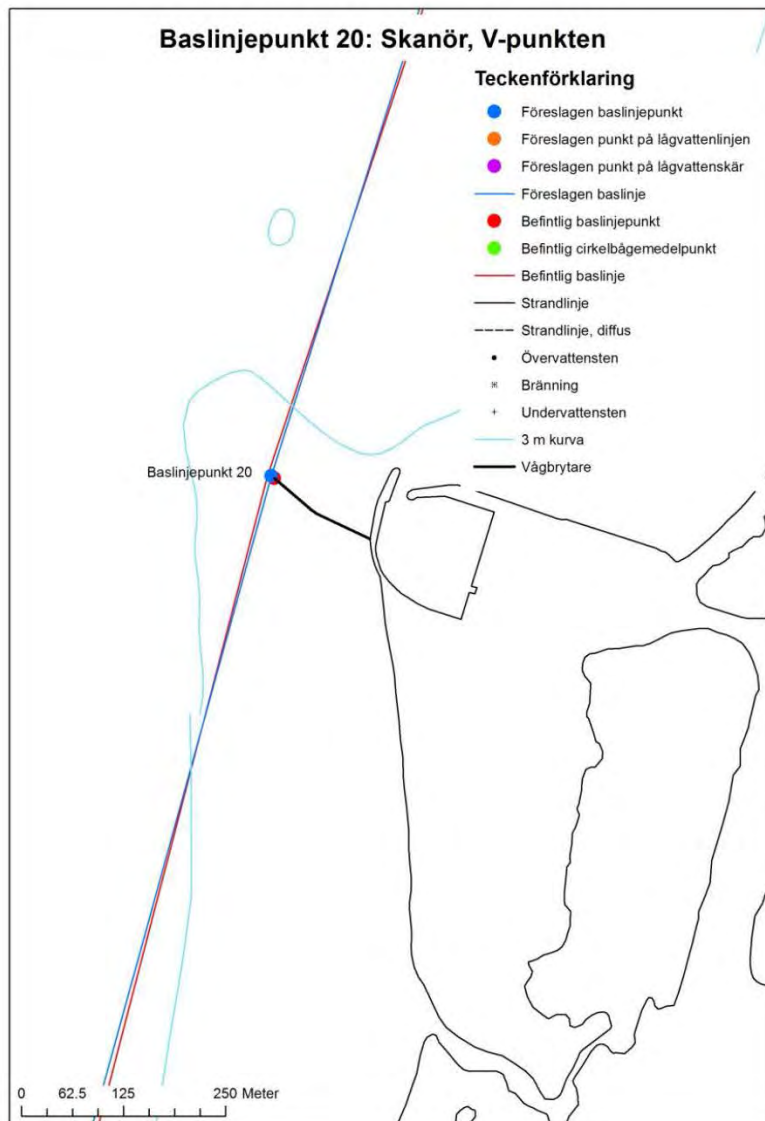 Baslinjepunkt 20: Skanör, V-punkten
Teckenförklaring
Föreslagen baslinjepunkt
Föreslagen punkt på lågvattenlinjen
Föreslagen punkt på lågvattenskär
Föreslagen baslinje
Befintlig baslinjepunkt
Befintlig cirkelbågemedelpunkt
Befintlig baslinje
Strandlinje
Strandlinje, diffus
Övervattensten
Bränning
Undervattensten
3 m kurva
Vågbrytare
Baslinjepunkt 20
0 62.5 125 250 Meter